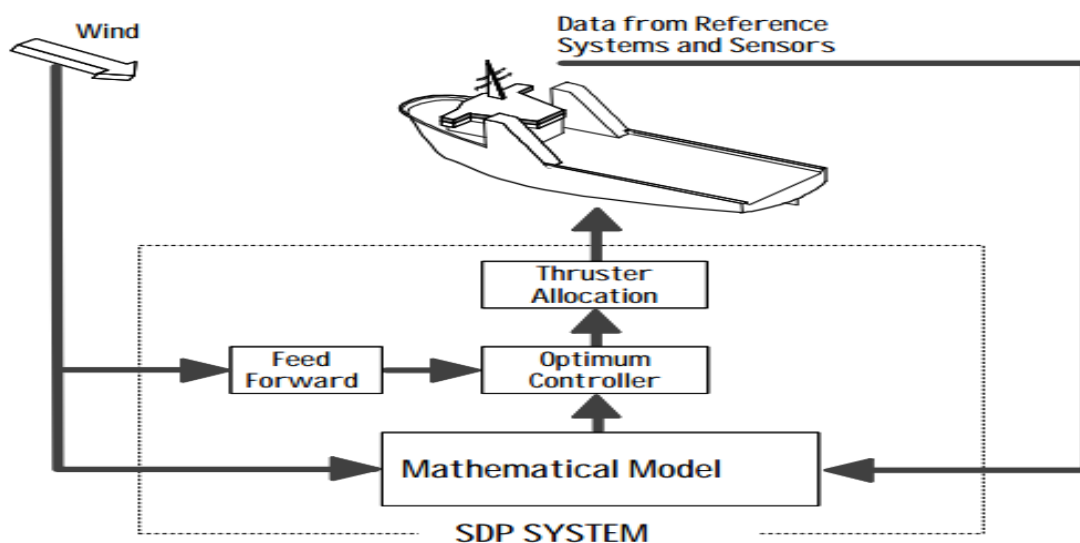 Wind
Data from Reference
Systems and Sensors
Thruster
Allocation
Feed
Forward
Optimum
Controller
Mathematical Model
SDP SYSTEM